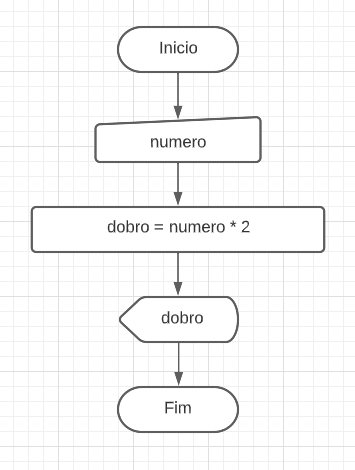 Inicio
numero
dobro = numero * 2
dobro
Fim